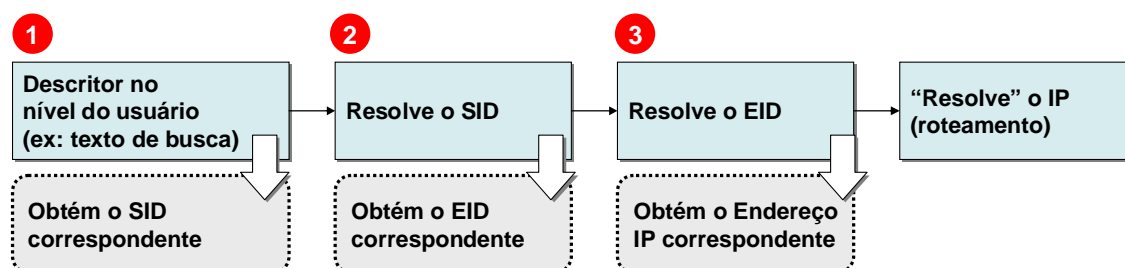 1
Descritor no
nível do usuário
(ex: texto de busca)
2
Resolve o SID
3
Resolve o EID
“Resolve” o IP
(roteamento)
Obtém o SID
correspondente
Obtém o EID
correspondente
Obtém o Endereço
IP correspondente